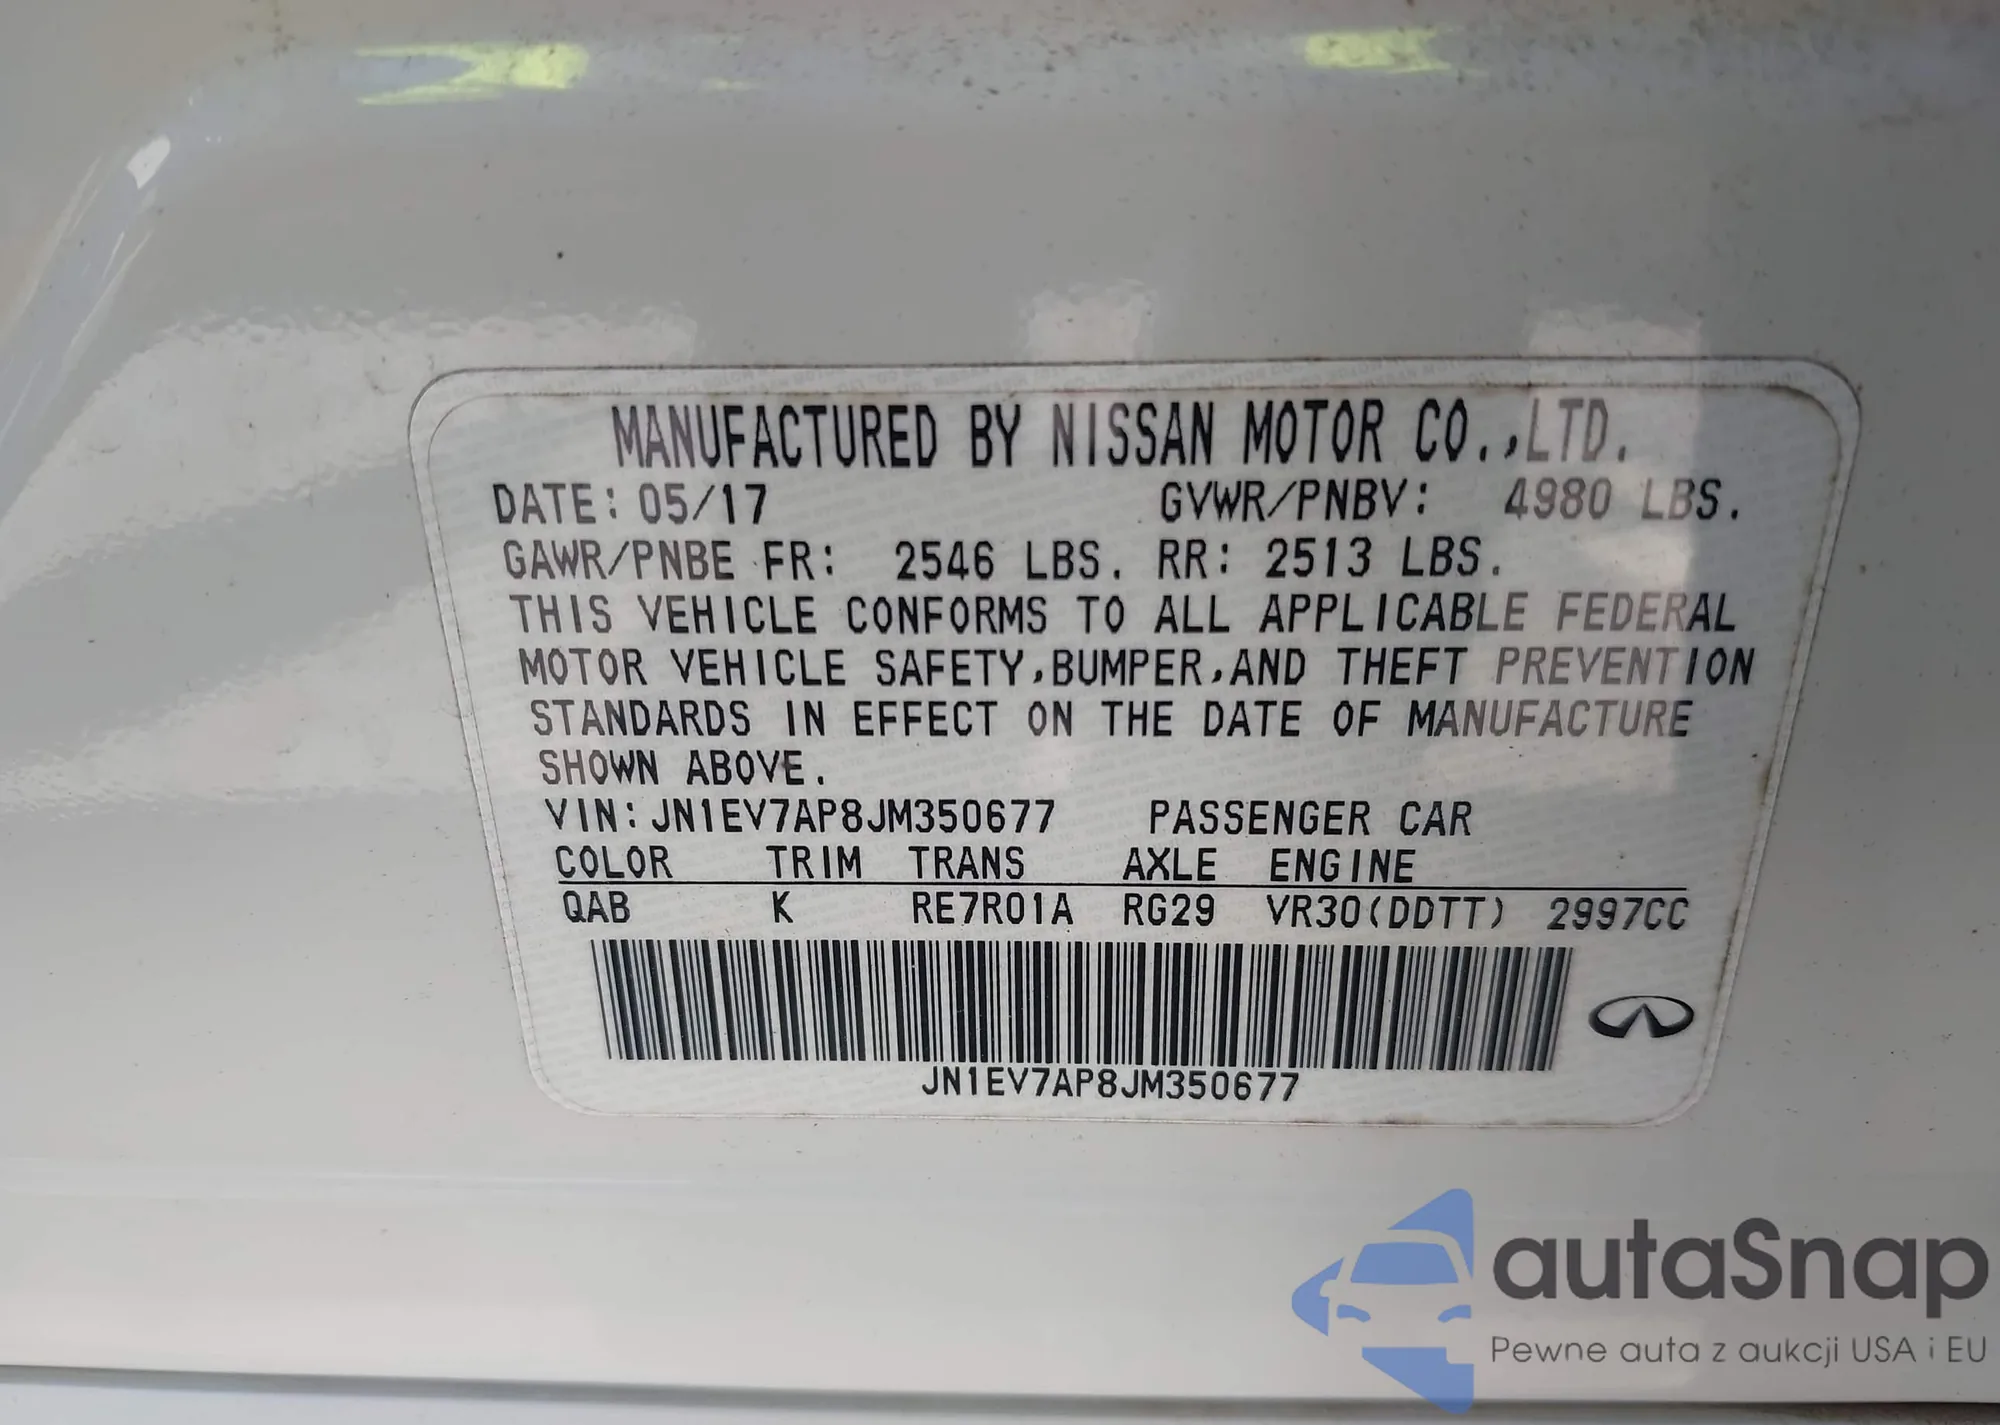 MANUFACTURED BY NISSAN MOTOR CO.,LTD.
DATE: 05/17 GVWR/PNBV: 4980 LBS.
GAWR/PNBE FR: 2546 LBS. RR: 2513 LBS.
THIS VEHICLE CONFORMS TO ALL APPLICABLE FEDERAL
MOTOR VEHICLE SAFETY,BUMPER,AND THEFT PREVENTION
STANDARDS IN EFFECT ON THE DATE OF MANUFACTURE
SHOWN ABOVE.
VIN:JN1EV7AP8JM350677 PASSENGER CAR
COLOR TRIM TRANS AXLE ENGINE
QAB K RE7R01A RG29 VR30(DDTT) 2997CC
JN1EV7AP8JM350677
autaSnap
Pewne auta z aukcji USA i EU